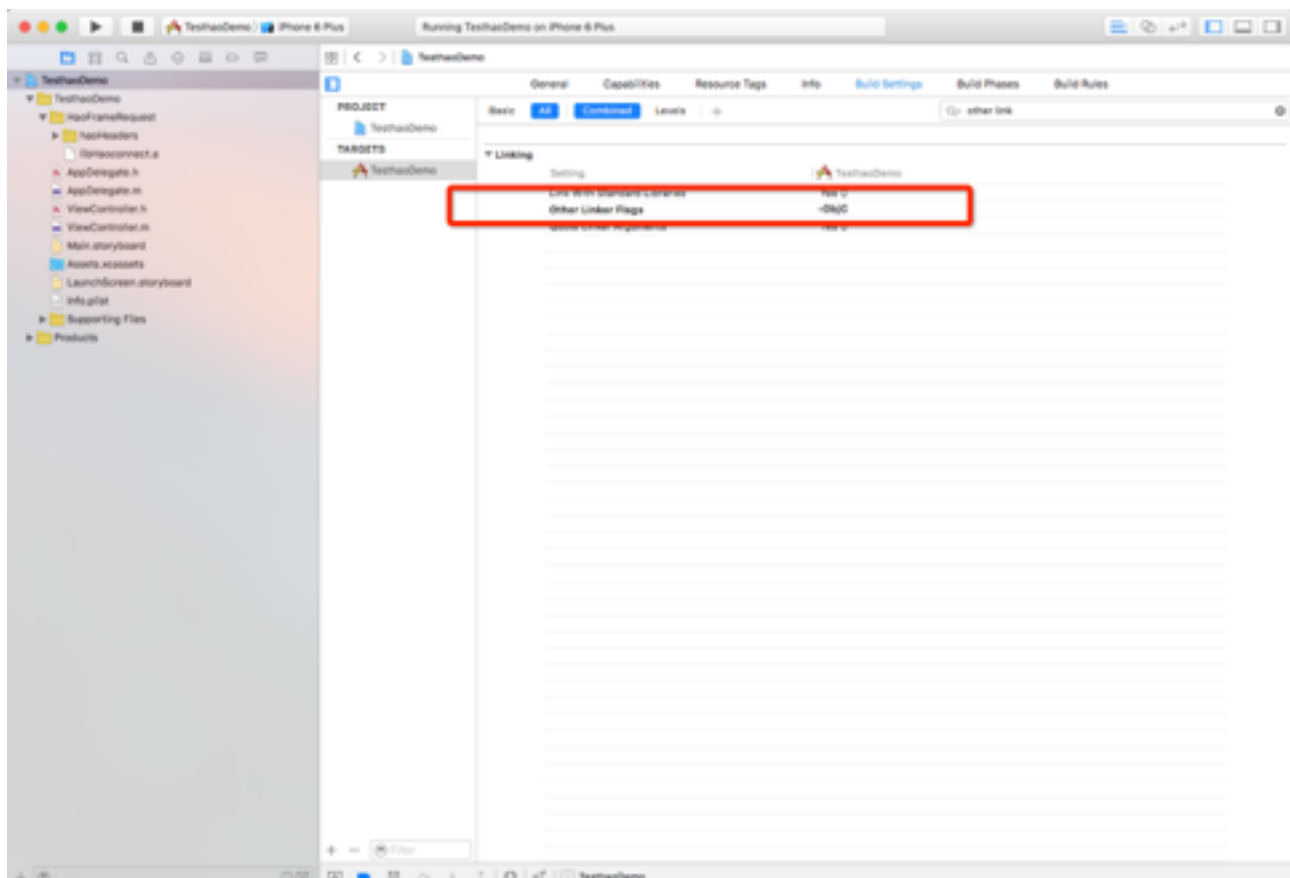 TesthaoDemo iPhone 6 Plus
Running TesthaoDemo on iPhone 6 Plus
TesthaoDemo
TesthaoDemo
TesthaoDemo
HaoFrameRequest
haoHeaders
libHaoconnect.a
AppDelegate.h
AppDelegate.m
ViewController.h
ViewController.m
Main.storyboard
Assets.xcassets
LaunchScreen.storyboard
Info.plist
Supporting Files
Products
General Capabilities Resource Tags Info Build Settings Build Phases Build Rules
PROJECT
TesthaoDemo
TARGETS
TesthaoDemo
Basic All Combined Levels +
other link
Linking
Setting TesthaoDemo
Link With Standard Libraries Yes
Other Linker Flags -ObjC
Quote Linker Arguments Yes
Filter
TesthaoDemo